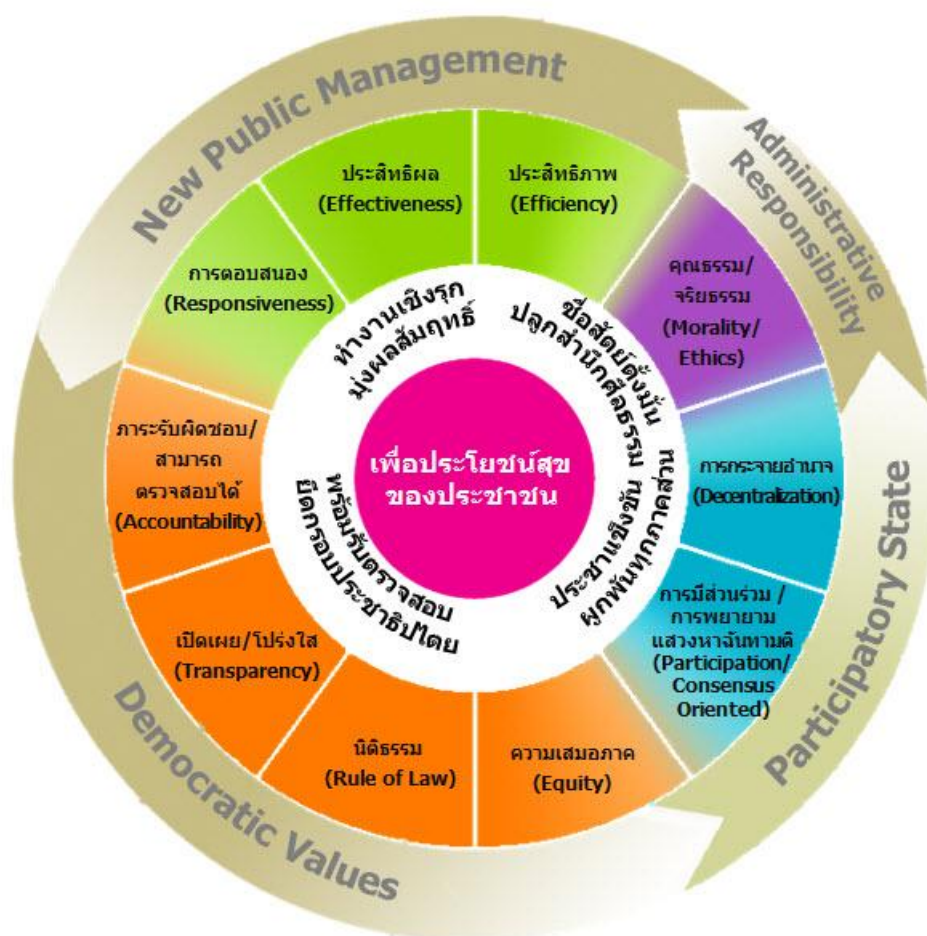 New Public Management
Administrative
Responsibility
Participatory State
Democratic Values
ประสิทธิผล
(Effectiveness)
ประสิทธิภาพ
(Efficiency)
คุณธรรม/
จริยธรรม
(Morality/
Ethics)
การกระจายอำนาจ
(Decentralization)
การมีส่วนร่วม /
การพยายาม
แสวงหาฉันทามติ
(Participation/
Consensus
Oriented)
ความเสมอภาค
(Equity)
นิติธรรม
(Rule of Law)
เปิดเผย/โปร่งใส
(Transparency)
ภาระรับผิดชอบ/
สามารถ
ตรวจสอบได้
(Accountability)
การตอบสนอง
(Responsiveness)
ทำงานเชิงรุก
มุ่งผลสัมฤทธิ์
ซื่อสัตย์ตั้งมั่น
ปลูกสำนึกศีลธรรม
ประชาแข็งขัน
ผูกพันทุกภาคส่วน
พร้อมรับตรวจสอบ
ยึดกรอบประชาธิปไตย
เพื่อประโยชน์สุข
ของประชาชน